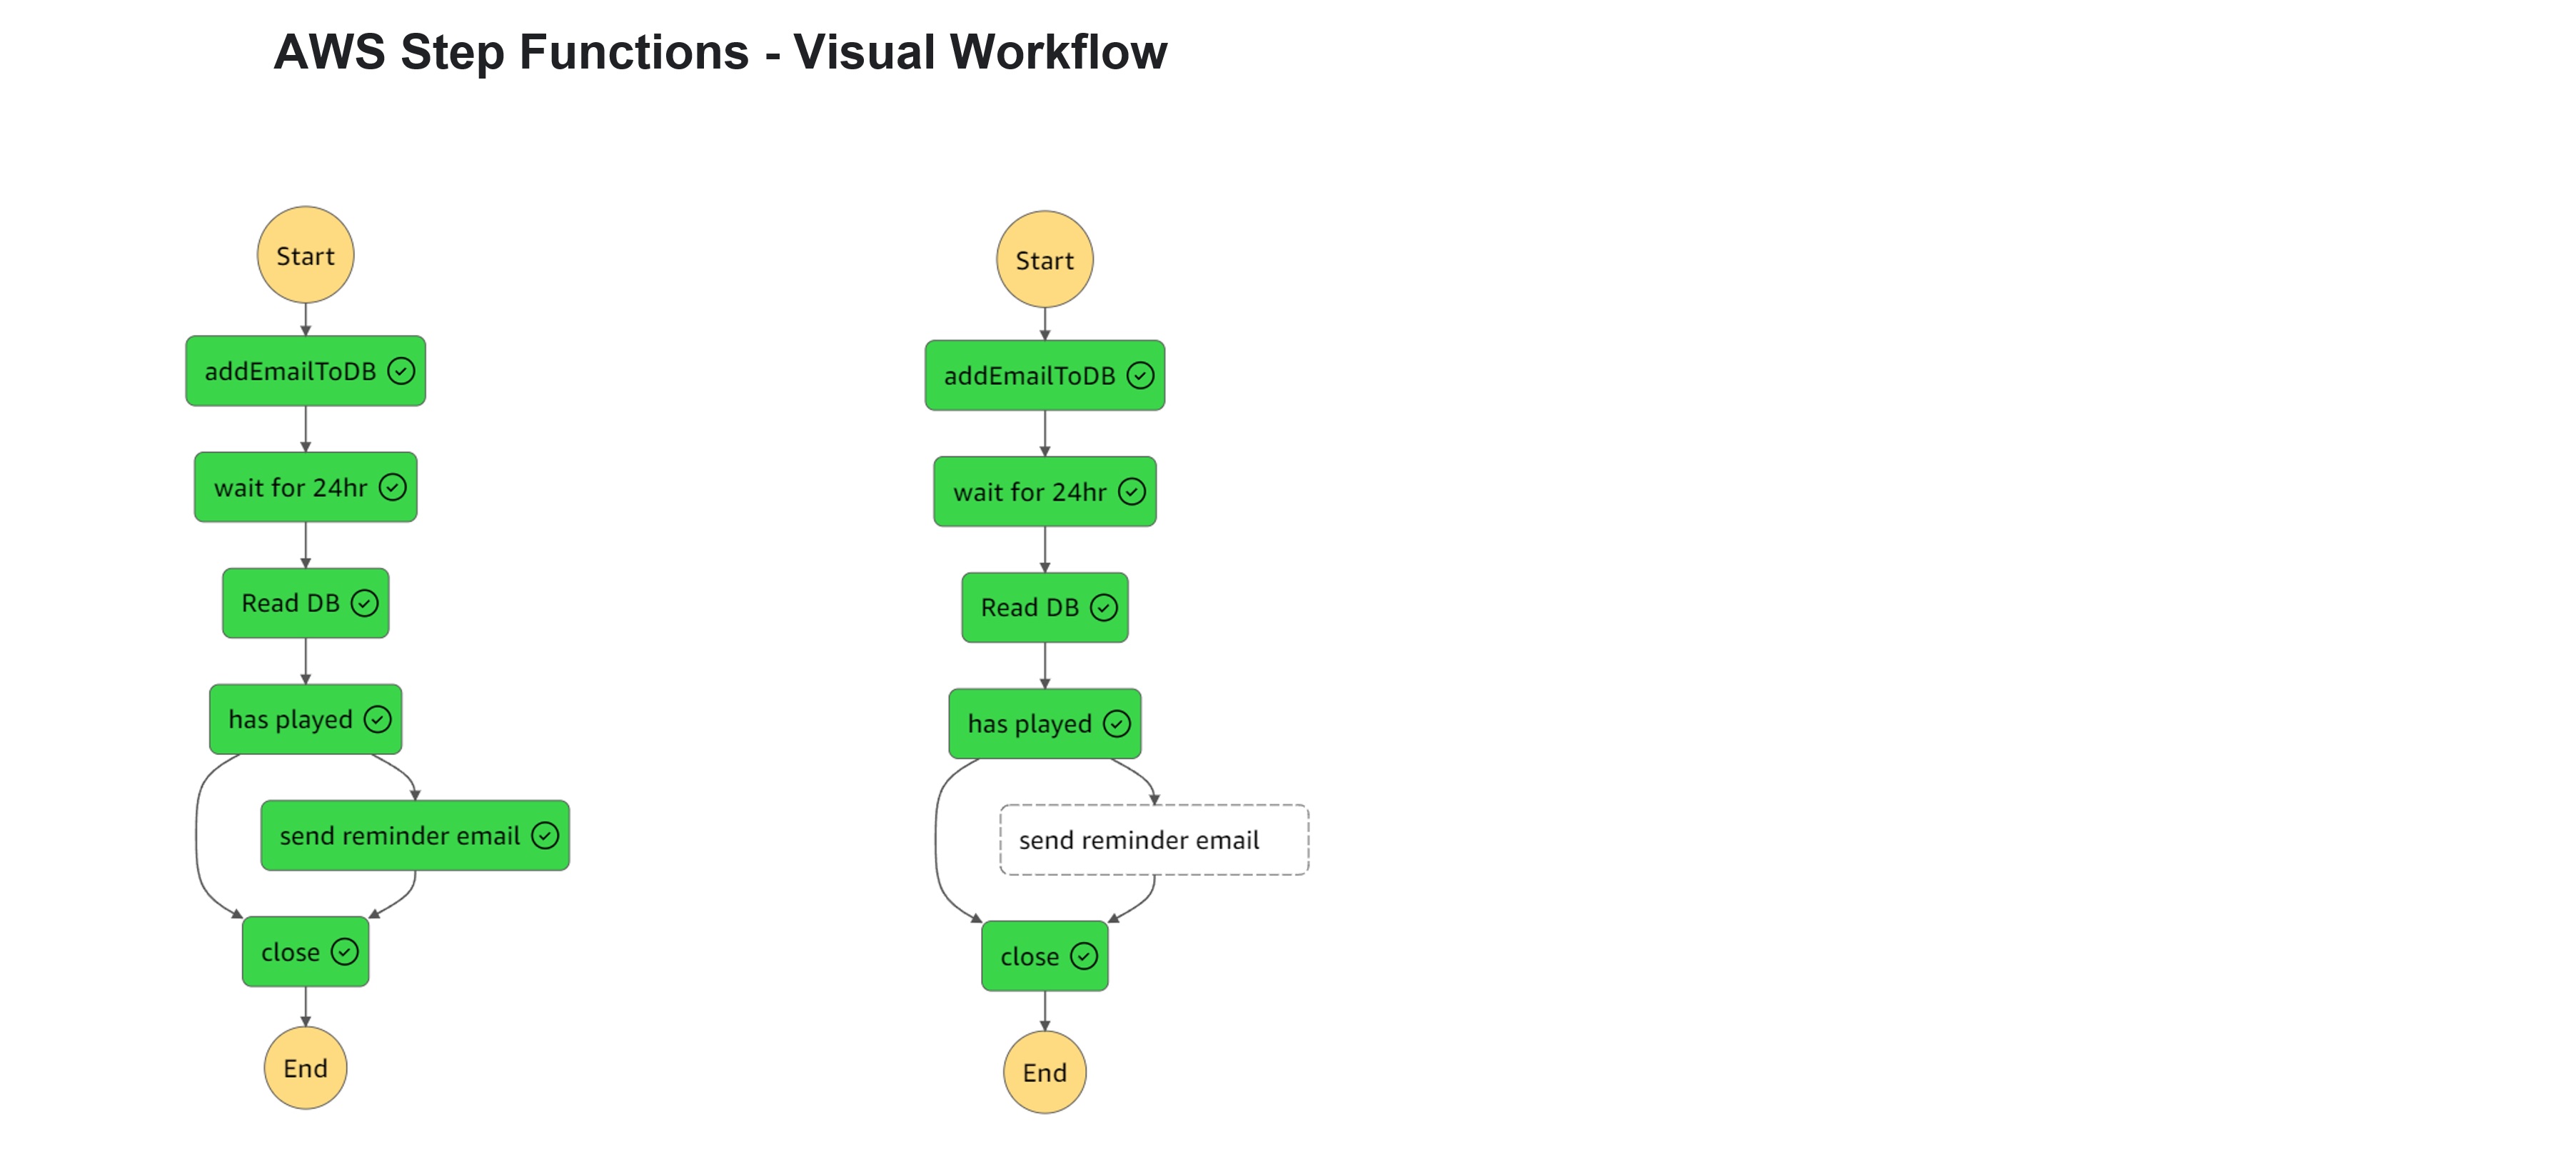 AWS Step Functions - Visual Workflow
Start
addEmailToDB
wait for 24hr
Read DB
has played
send reminder email
close
End
Start
addEmailToDB
wait for 24hr
Read DB
has played
send reminder email
close
End